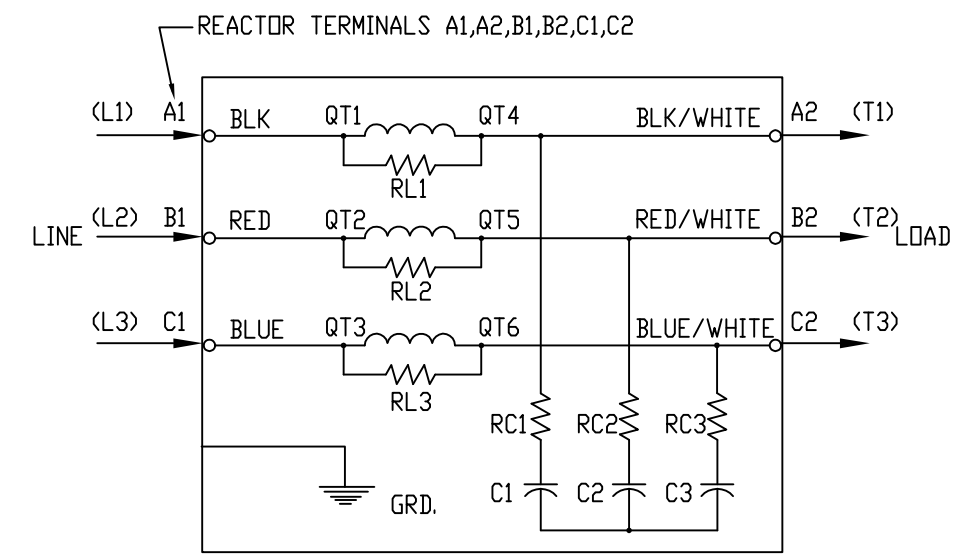 REACTOR TERMINALS A1,A2,B1,B2,C1,C2
(L1) A1 BLK QT1 QT4 BLK/WHITE A2 (T1)
RL1
LINE (L2) B1 RED QT2 QT5 RED/WHITE B2 (T2) LOAD
RL2
(L3) C1 BLUE QT3 QT6 BLUE/WHITE C2 (T3)
RL3
RC1 RC2 RC3
C1 C2 C3
GRD.